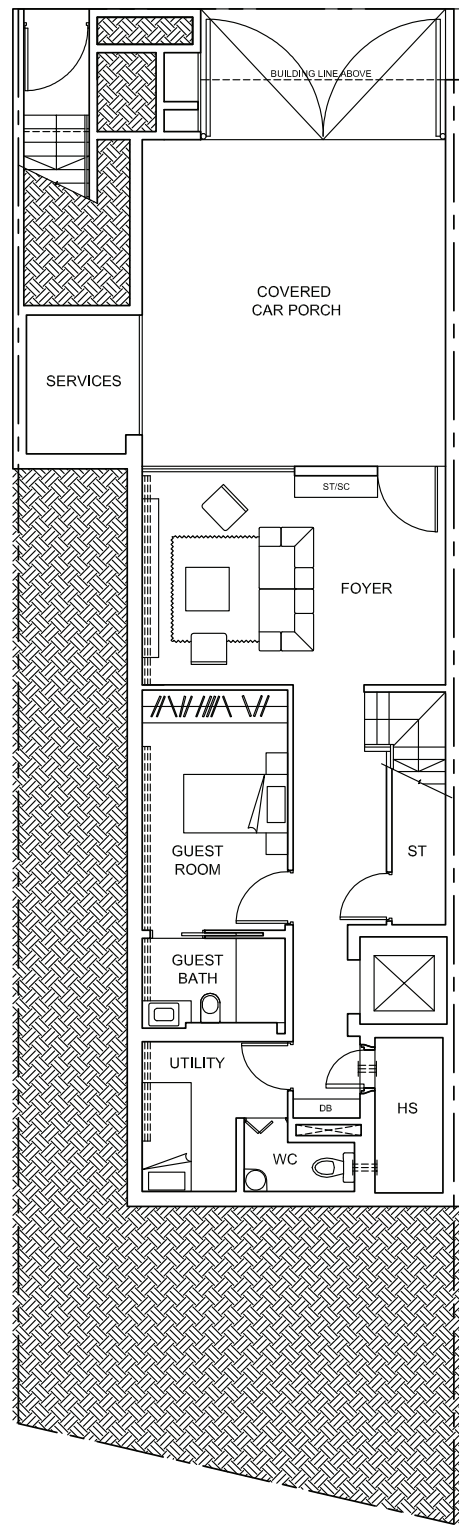 BUILDING LINE ABOVE
COVERED
CAR PORCH
SERVICES
ST/SC
FOYER
GUEST
ROOM
ST
GUEST
BATH
UTILITY
DB
HS
WC